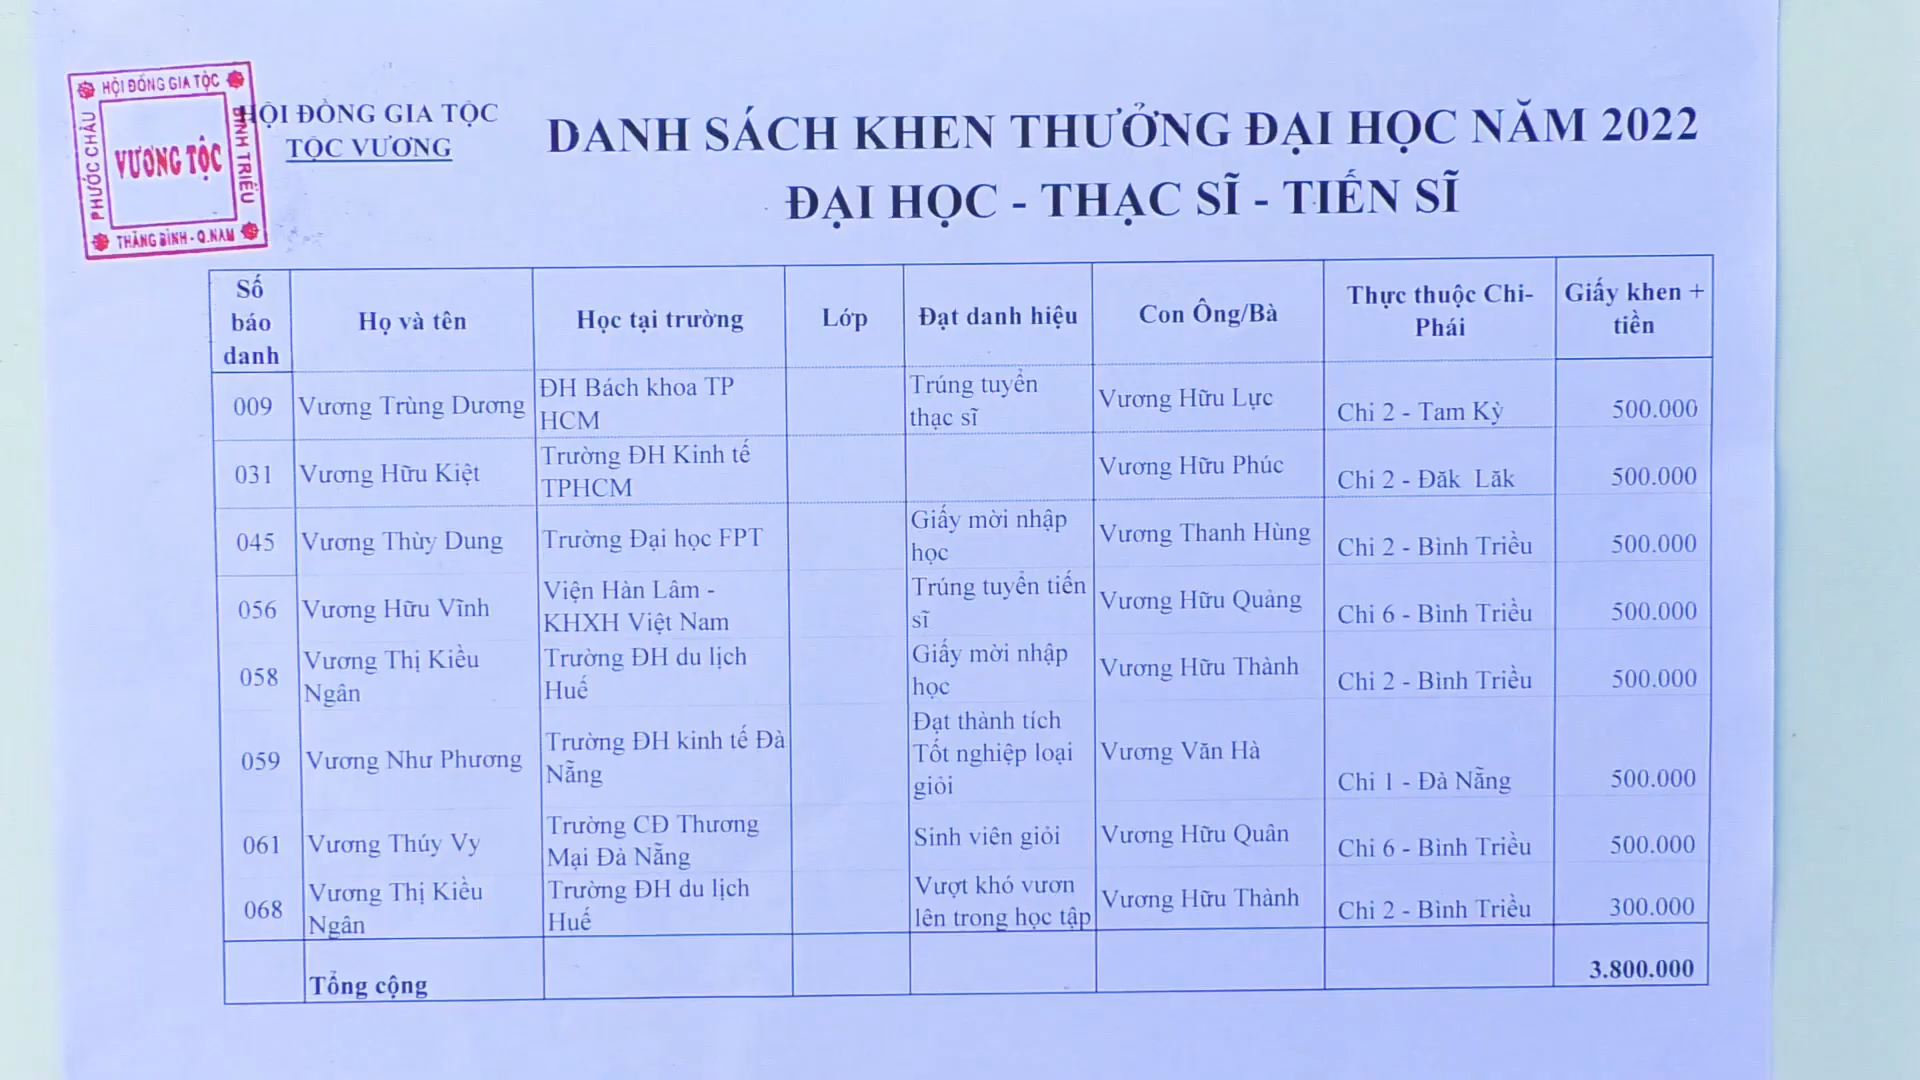 HỘI ĐỒNG GIA TỘC
PHƯỚC CHÂU
VƯƠNG TỘC
BÌNH TRIỀU
THĂNG BÌNH - Q.NAM
HỘI ĐỒNG GIA TỘC
TỘC VƯƠNG
DANH SÁCH KHEN THƯỞNG ĐẠI HỌC NĂM 2022
ĐẠI HỌC - THẠC SĨ - TIẾN SĨ
Số
báo
danh
Họ và tên
Học tại trường
Lớp
Đạt danh hiệu
Con Ông/Bà
Thực thuộc Chi-
Phái
Giấy khen +
tiền
009
Vương Trùng Dương
ĐH Bách khoa TP
HCM
Trúng tuyển
thạc sĩ
Vương Hữu Lực
Chi 2 - Tam Kỳ
500.000
031
Vương Hữu Kiệt
Trường ĐH Kinh tế
TPHCM
Vương Hữu Phúc
Chi 2 - Đăk Lăk
500.000
045
Vương Thùy Dung
Trường Đại học FPT
Giấy mời nhập
học
Vương Thanh Hùng
Chi 2 - Bình Triều
500.000
056
Vương Hữu Vĩnh
Viện Hàn Lâm -
KHXH Việt Nam
Trúng tuyển tiến
sĩ
Vương Hữu Quảng
Chi 6 - Bình Triều
500.000
058
Vương Thị Kiều
Ngân
Trường ĐH du lịch
Huế
Giấy mời nhập
học
Vương Hữu Thành
Chi 2 - Bình Triều
500.000
059
Vương Như Phương
Trường ĐH kinh tế Đà
Nẵng
Đạt thành tích
Tốt nghiệp loại
giỏi
Vương Văn Hà
Chi 1 - Đà Nẵng
500.000
061
Vương Thúy Vy
Trường CĐ Thương
Mại Đà Nẵng
Sinh viên giỏi
Vương Hữu Quân
Chi 6 - Bình Triều
500.000
068
Vương Thị Kiều
Ngân
Trường ĐH du lịch
Huế
Vượt khó vươn
lên trong học tập
Vương Hữu Thành
Chi 2 - Bình Triều
300.000
Tổng cộng
3.800.000